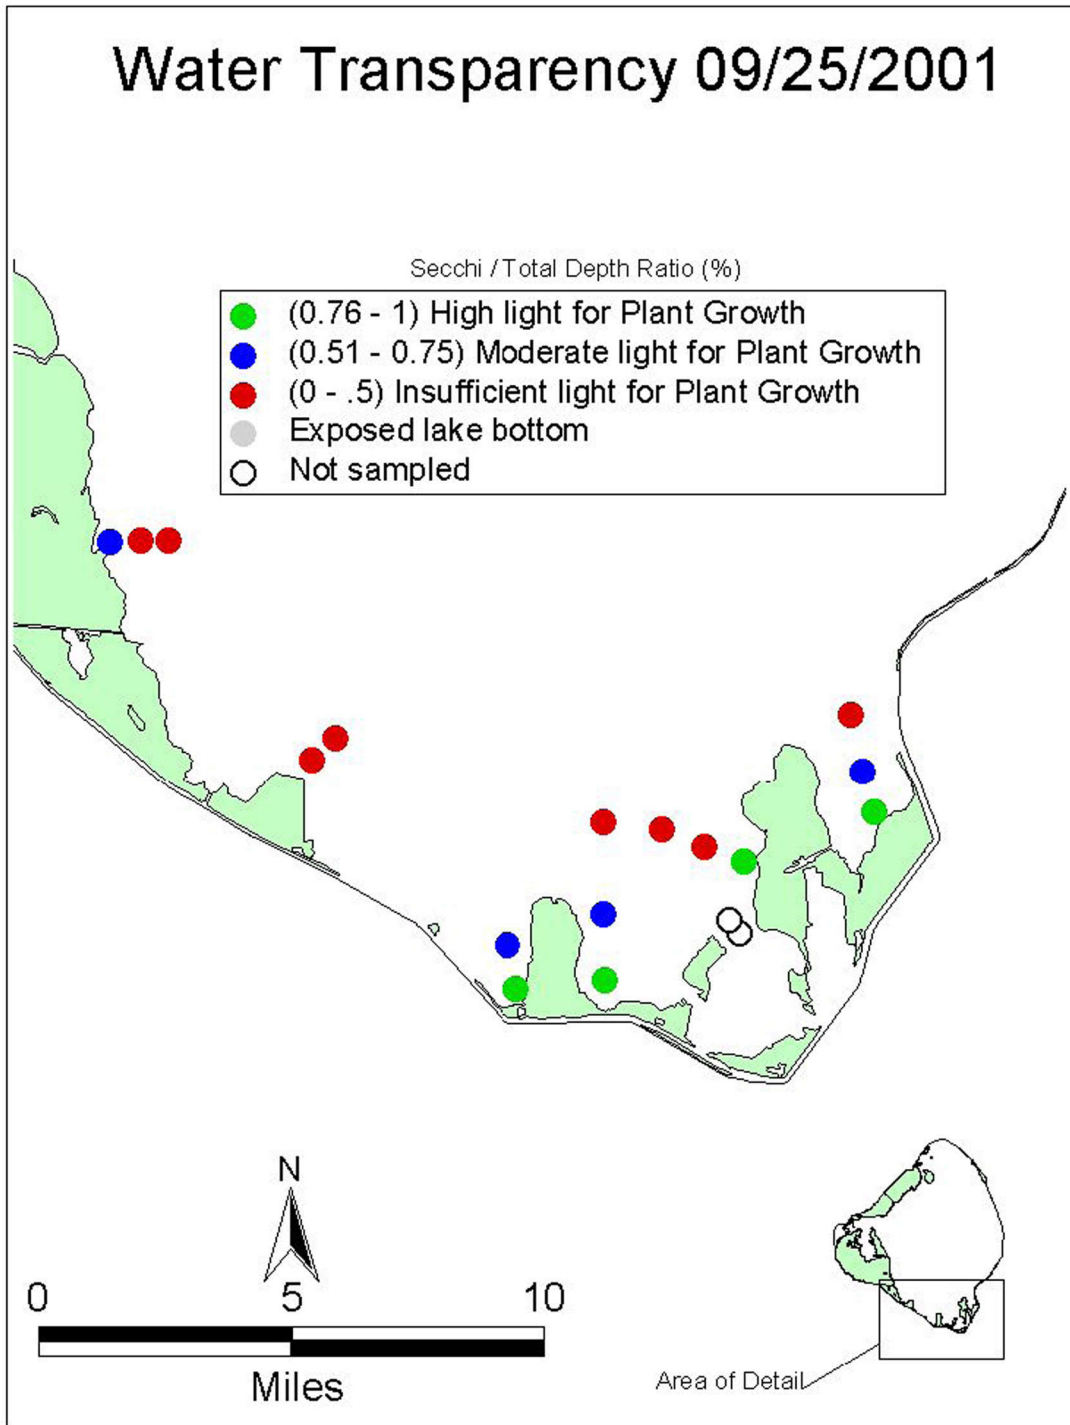 Water Transparency 09/25/2001
Secchi / Total Depth Ratio (%)
(0.76 - 1) High light for Plant Growth
(0.51 - 0.75) Moderate light for Plant Growth
(0 - .5) Insufficient light for Plant Growth
Exposed lake bottom
Not sampled
N
0 5 10
Miles
Area of Detail